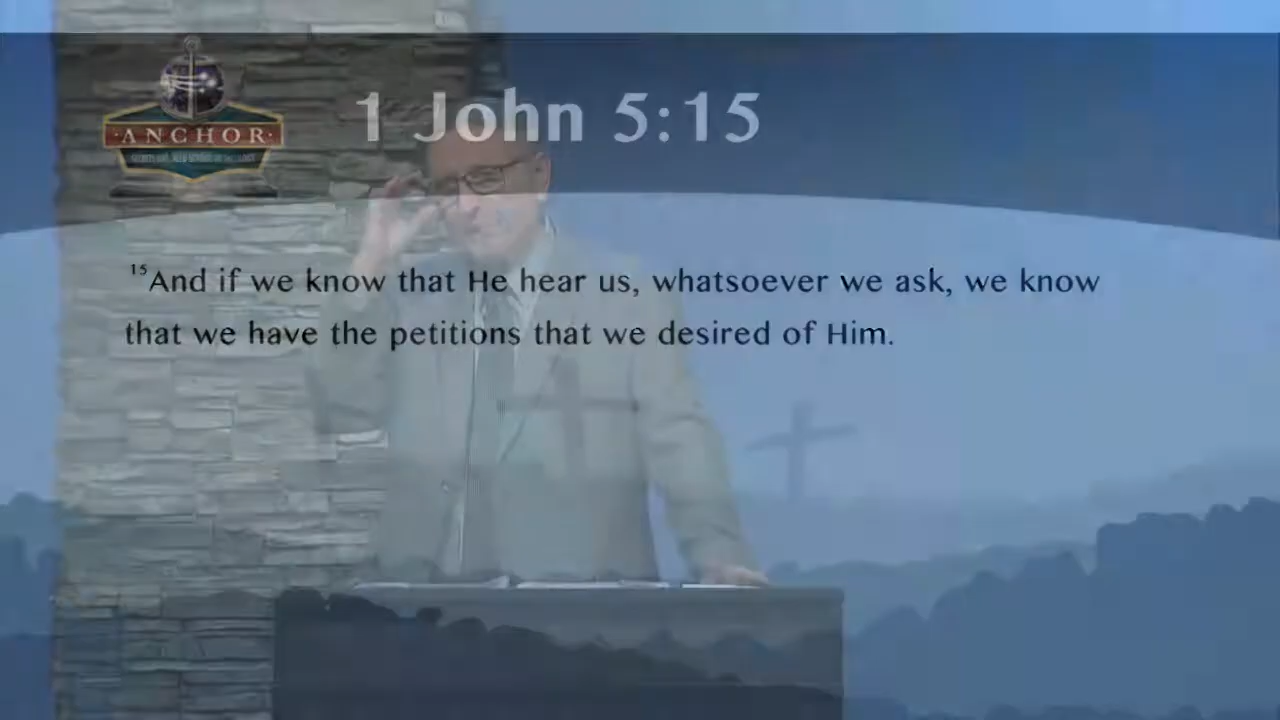 1 John 5:15
·ANCHOR·
¹⁵And if we know that He hear us, whatsoever we ask, we know
that we have the petitions that we desired of Him.